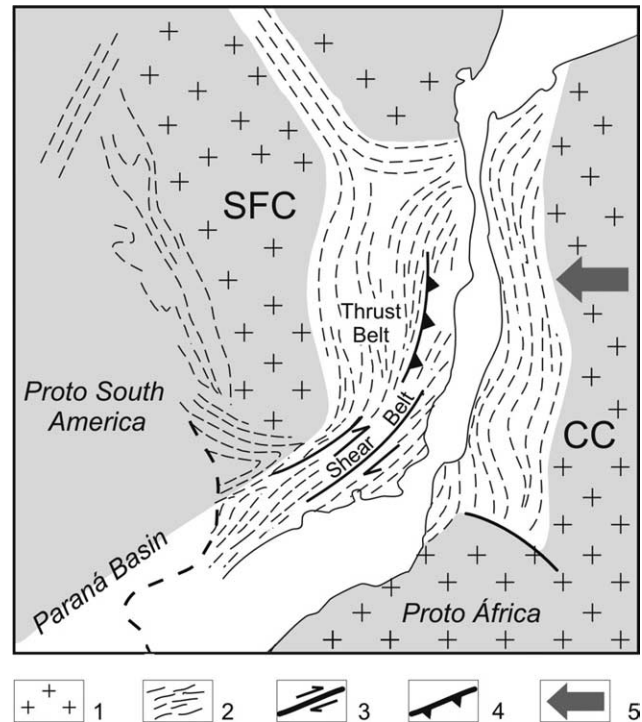 SFC
Thrust
Belt
Proto South
America
Shear Belt
CC
Paraná Basin
Proto África
1
2
3
4
5